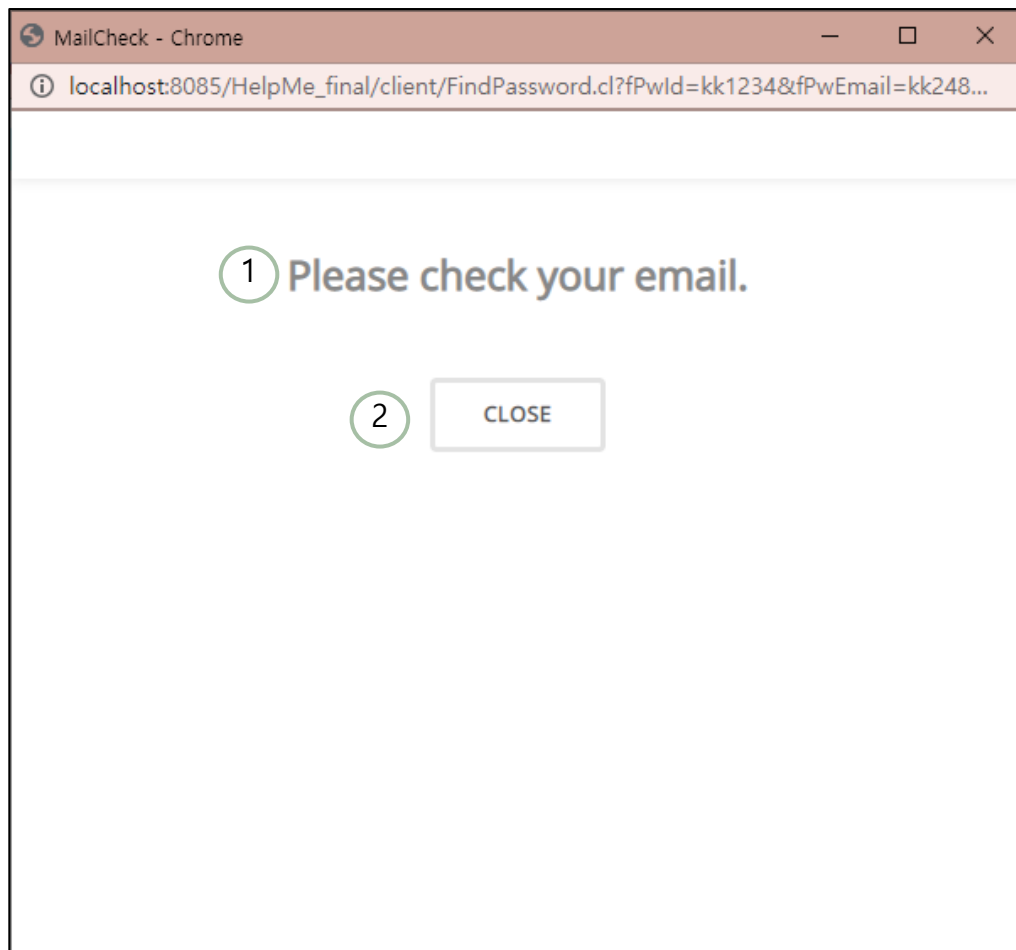 MailCheck - Chrome
localhost:8085/HelpMe_final/client/FindPassword.cl?fPwId=kk1234&fPwEmail=kk248...
1 Please check your email.
2 CLOSE